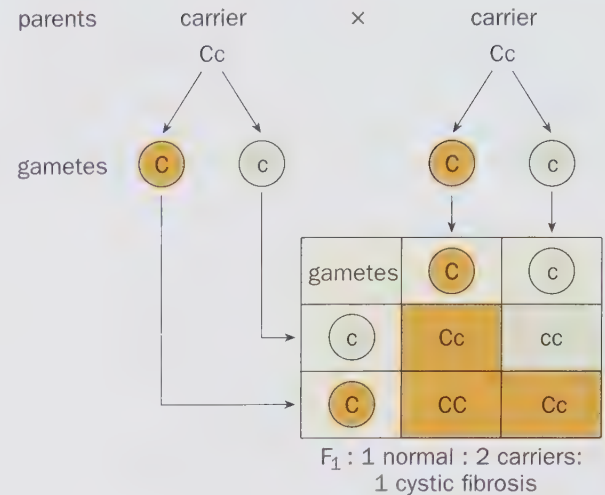 parents carrier × carrier
Cc Cc
gametes C c C c
gametes C c
c Cc cc
C CC Cc
F₁ : 1 normal : 2 carriers:
1 cystic fibrosis